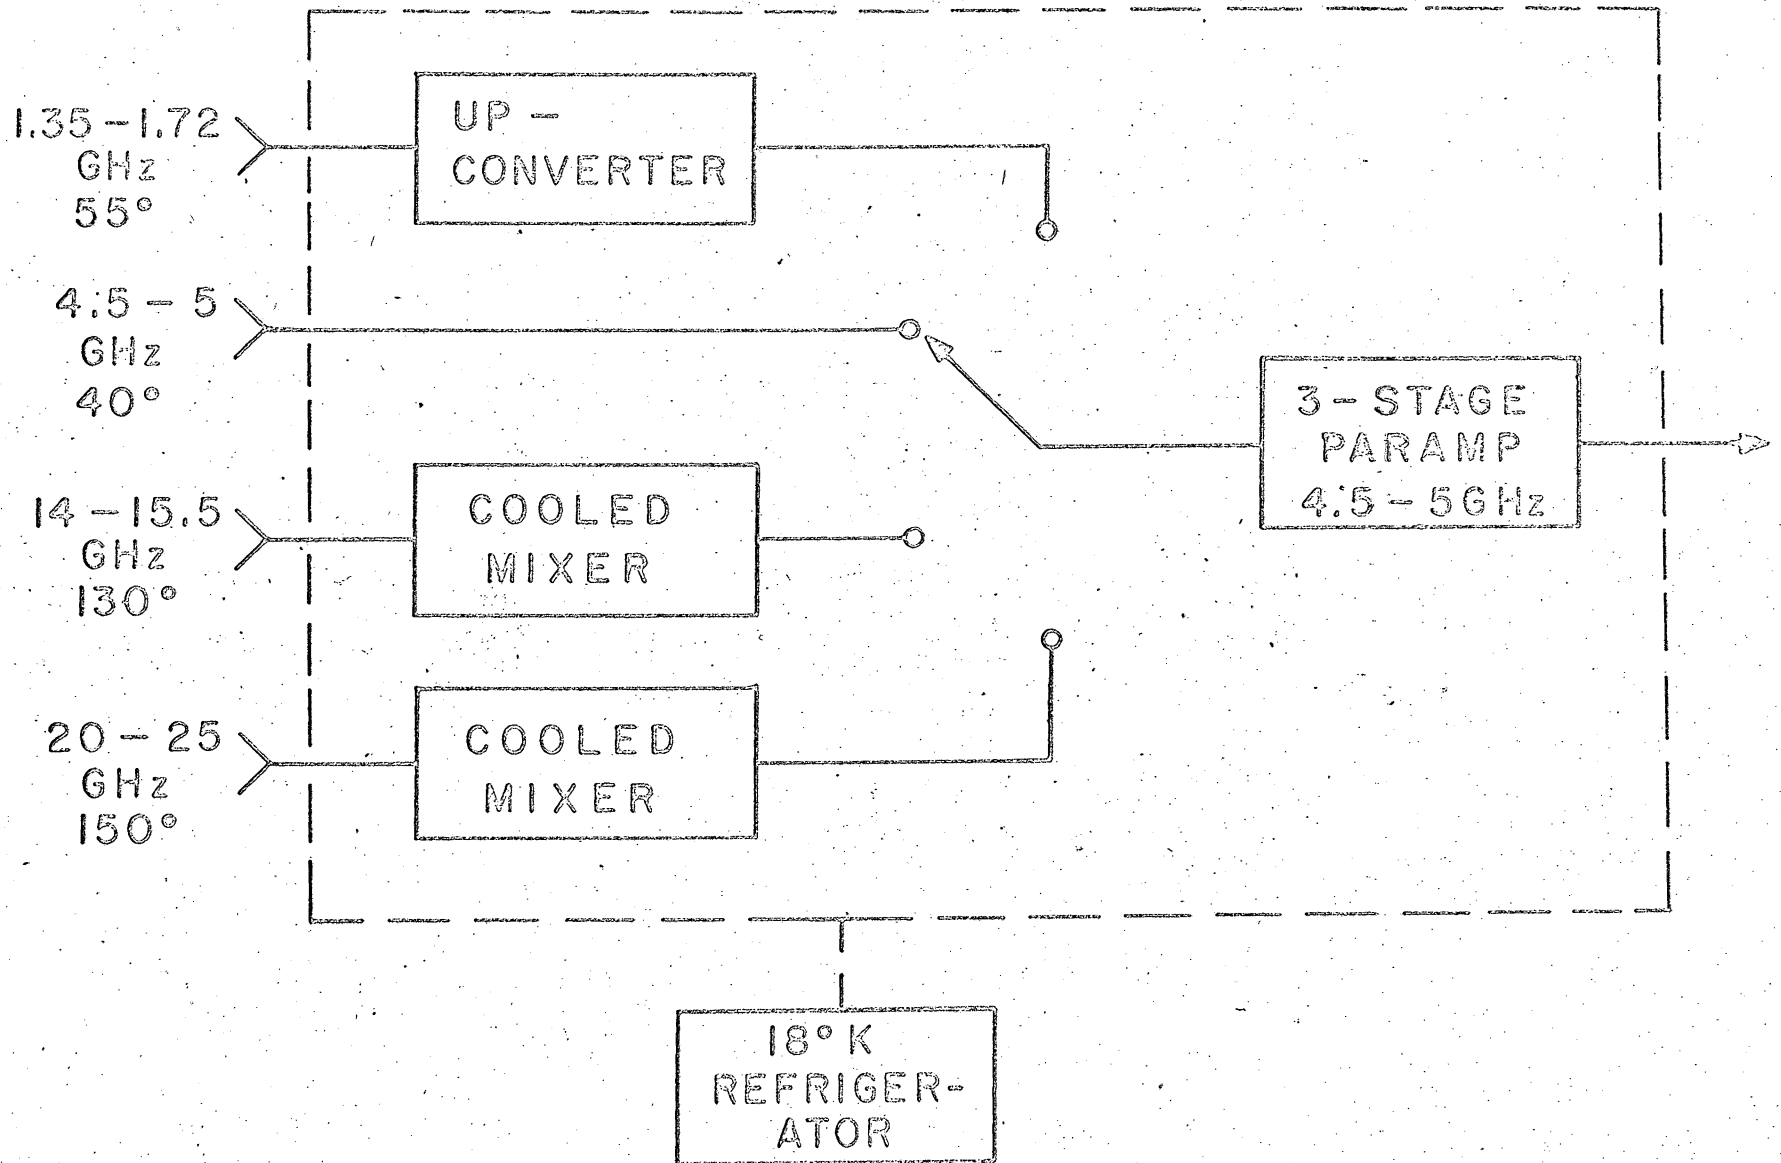 1.35-1.72
GHz
55°
UP-
CONVERTER
4.5-5
GHz
40°
3-STAGE
PARAMP
4.5-5GHz
14-15.5
GHz
130°
COOLED
MIXER
20-25
GHz
150°
COOLED
MIXER
18°K
REFRIGER-
ATOR